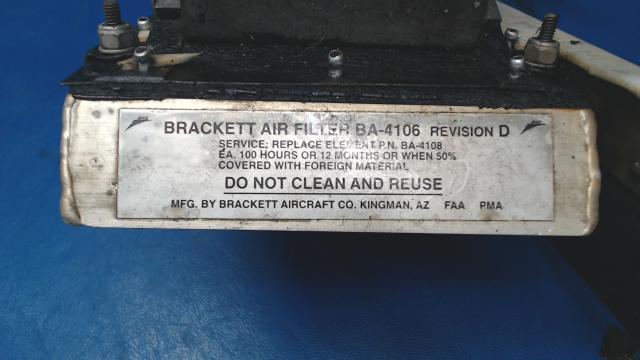 BRACKETT AIR FILTER BA-4106 REVISION D
SERVICE; REPLACE ELEMENT P.N. BA-4108
EA. 100 HOURS OR 12 MONTHS OR WHEN 50%
COVERED WITH FOREIGN MATERIAL
DO NOT CLEAN AND REUSE
MFG. BY BRACKETT AIRCRAFT CO. KINGMAN, AZ FAA PMA